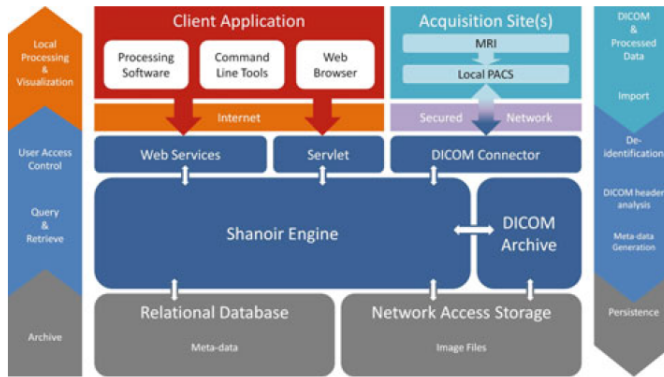 Local
Processing
&
Visualization
User Access
Control
Query
&
Retrieve
Archive
Client Application
Processing
Software
Command
Line Tools
Web
Browser
Internet
Acquisition Site(s)
MRI
Local PACS
Secured Network
Web Services
Servlet
DICOM Connector
Shanoir Engine
DICOM
Archive
Relational Database
Meta-data
Network Access Storage
Image Files
DICOM
&
Processed
Data
Import
De-
identification
DICOM header
analysis
Meta-data
Generation
Persistence